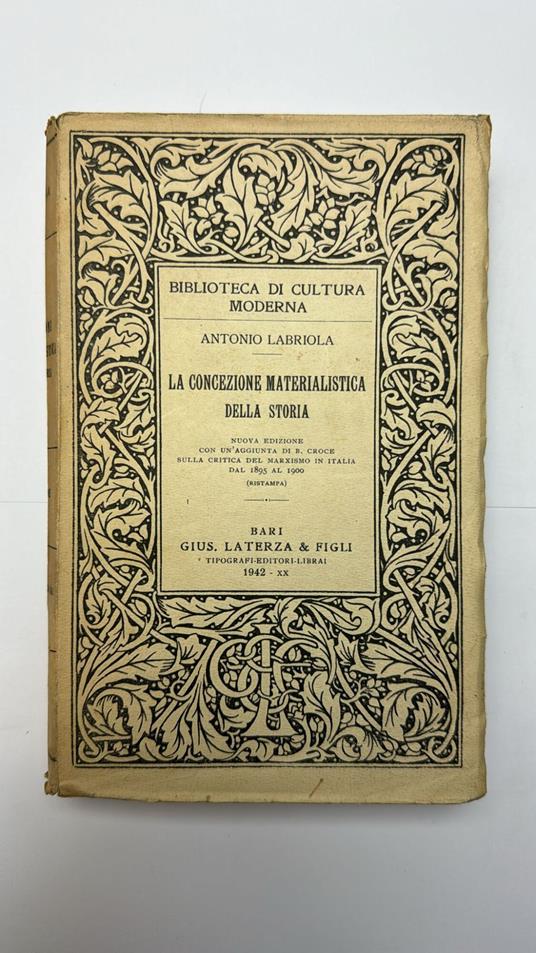 BIBLIOTECA DI CULTURA
MODERNA
ANTONIO LABRIOLA
LA CONCEZIONE MATERIALISTICA
DELLA STORIA
NUOVA EDIZIONE
CON UN'AGGIUNTA DI B. CROCE
SULLA CRITICA DEL MARXISMO IN ITALIA
DAL 1895 AL 1900
(RISTAMPA)
BARI
GIUS. LATERZA & FIGLI
TIPOGRAFI-EDITORI-LIBRAI
1942 - XX